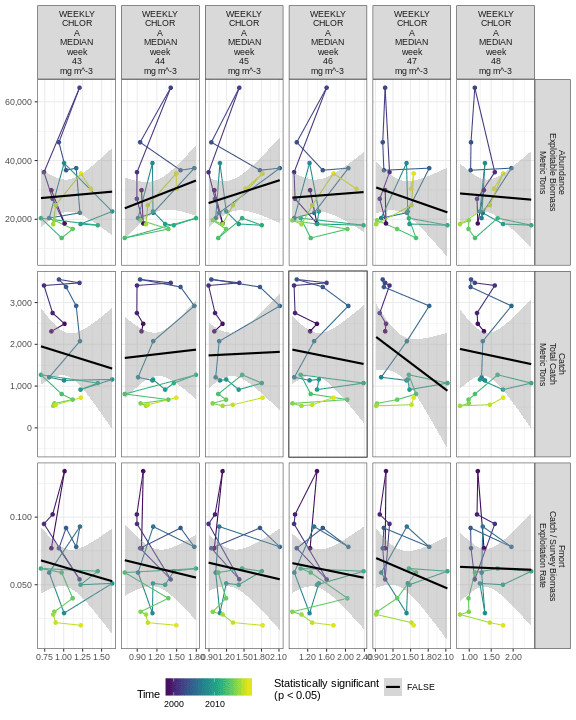 WEEKLY WEEKLY WEEKLY WEEKLY WEEKLY WEEKLY
CHLOR CHLOR CHLOR CHLOR CHLOR CHLOR
A A A A A A
MEDIAN MEDIAN MEDIAN MEDIAN MEDIAN MEDIAN
week week week week week week
43 44 45 46 47 48
mg m^-3 mg m^-3 mg m^-3 mg m^-3 mg m^-3 mg m^-3
60,000
40,000
20,000
Abundance
Exploitable Biomass
Metric Tons
3,000
2,000
1,000
0
Catch
Total Catch
Metric Tons
0.100
0.050
Fmort
Catch / Survey Biomass
Exploitation Rate
0.75 1.00 1.25 1.50 0.90 1.20 1.50 1.80 0.90 1.20 1.50 1.80 2.10 1.20 1.60 2.00 2.40 0.90 1.20 1.50 1.80 2.10 1.00 1.50 2.00
Time
2000 2010
Statistically significant
(p < 0.05)
FALSE